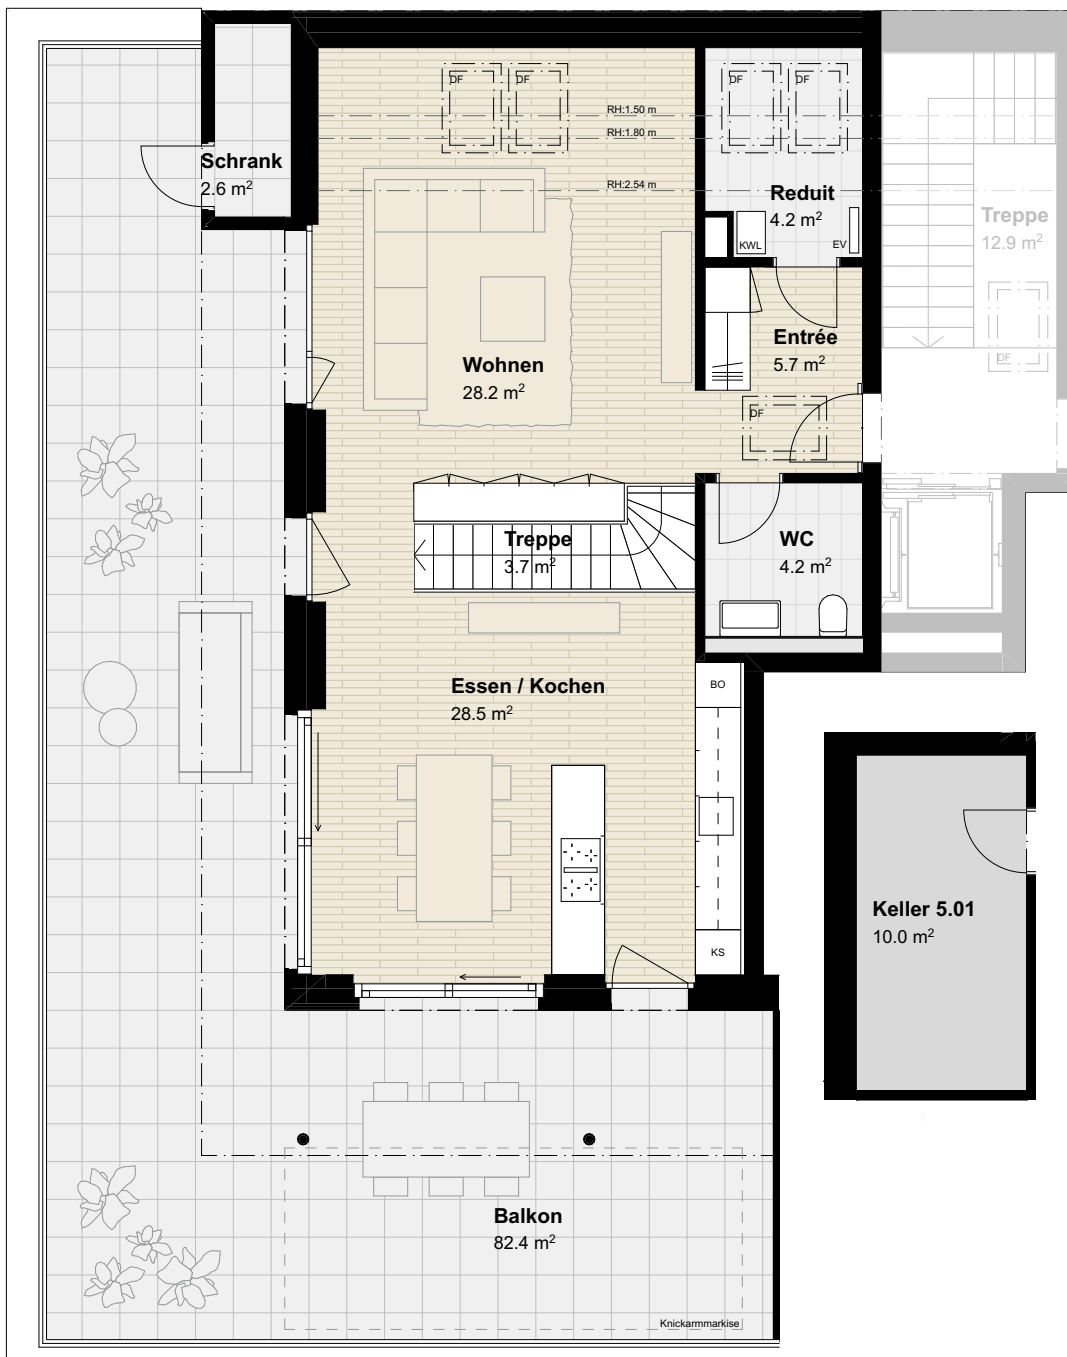 DF
DF
DF
DF
RH:1.50 m
RH:1.80 m
Schrank
2.6 m²
RH:2.54 m
Reduit
4.2 m²
Treppe
12.9 m²
KWL
EV
Entrée
5.7 m²
DF
Wohnen
28.2 m²
DF
Treppe
3.7 m²
WC
4.2 m²
Essen / Kochen
28.5 m²
BO
Keller 5.01
10.0 m²
KS
Balkon
82.4 m²
Knickarmmarkise